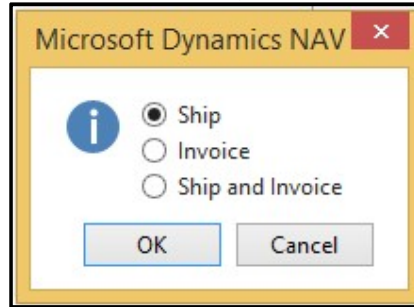 Microsoft Dynamics NAV
Ship
Invoice
Ship and Invoice
OK Cancel